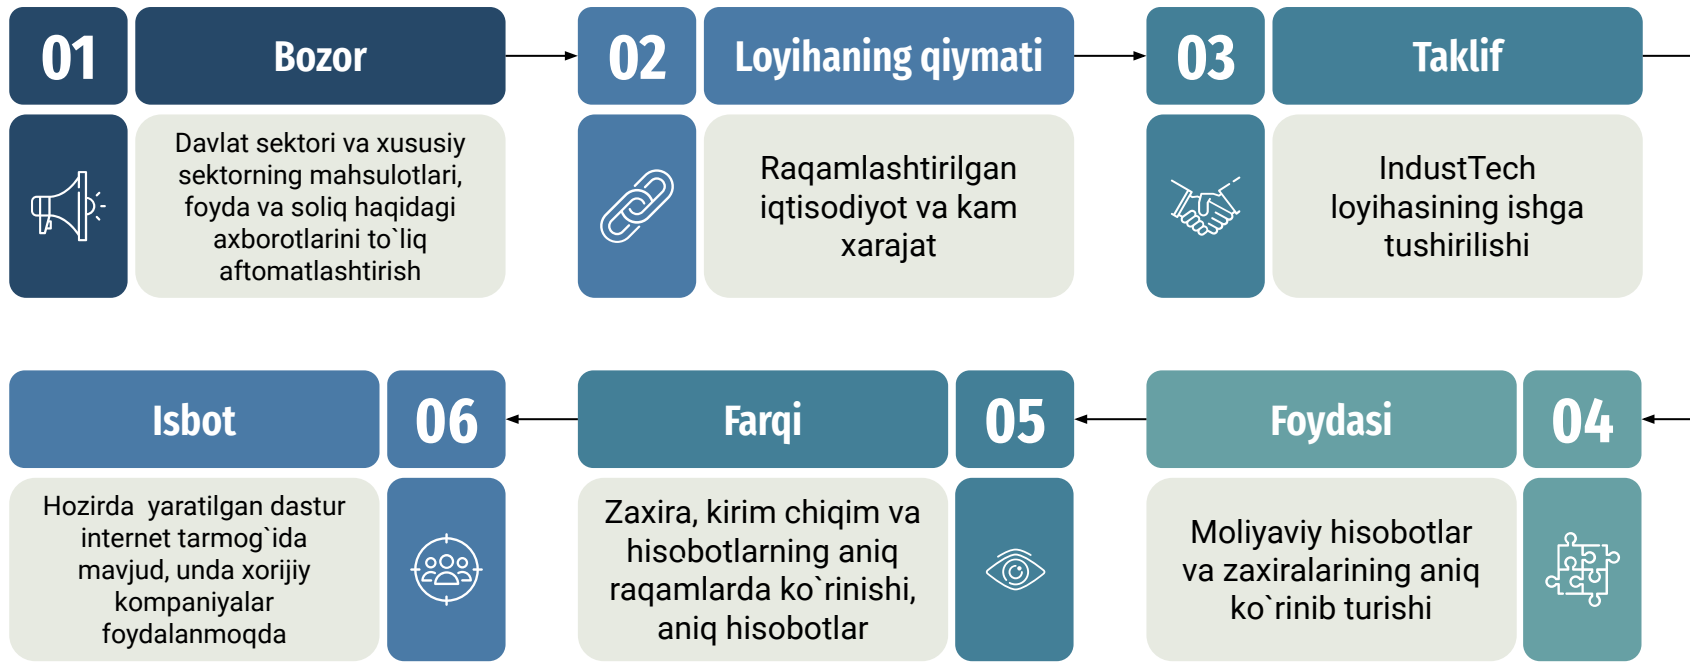 01
Bozor
Davlat sektori va xususiy
sektorning mahsulotlari,
foyda va soliq haqidagi
axborotlarini to`liq
aftomatlashtirish
02
Loyihaning qiymati
Raqamlashtirilgan
iqtisodiyot va kam
xarajat
03
Taklif
IndustTech
loyihasining ishga
tushirilishi
04
Foydasi
Moliyaviy hisobotlar
va zaxiralarining aniq
ko`rinib turishi
05
Farqi
Zaxira, kirim chiqim va
hisobotlarning aniq
raqamlarda ko`rinishi,
aniq hisobotlar
06
Isbot
Hozirda  yaratilgan dastur
internet tarmog`ida
mavjud, unda xorijiy
kompaniyalar
foydalanmoqda